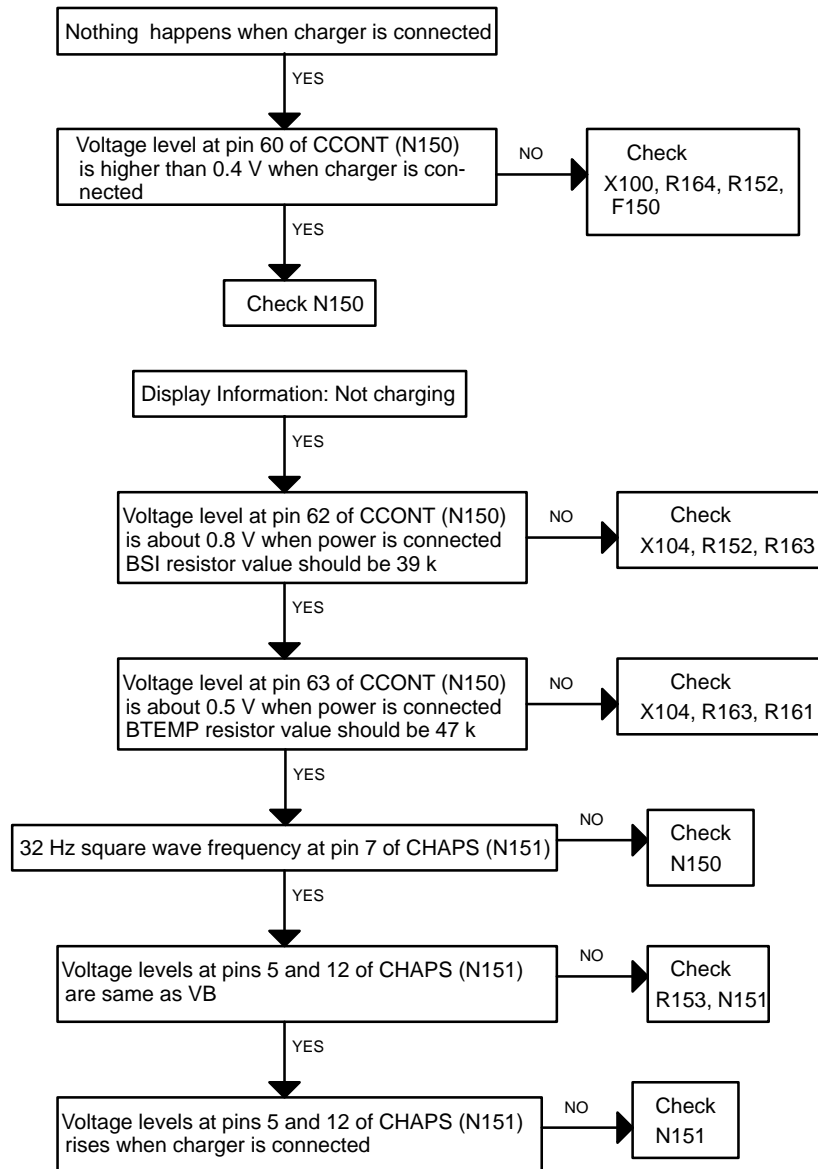 Nothing happens when charger is connected
YES
Voltage level at pin 60 of CCONT (N150)
is higher than 0.4 V when charger is con-
nected
NO
Check
X100, R164, R152,
F150
YES
Check N150
Display Information: Not charging
YES
Voltage level at pin 62 of CCONT (N150)
is about 0.8 V when power is connected
BSI resistor value should be 39 k
NO
Check
X104, R152, R163
YES
Voltage level at pin 63 of CCONT (N150)
is about 0.5 V when power is connected
BTEMP resistor value should be 47 k
NO
Check
X104, R163, R161
YES
32 Hz square wave frequency at pin 7 of CHAPS (N151)
NO
Check
N150
YES
Voltage levels at pins 5 and 12 of CHAPS (N151)
are same as VB
NO
Check
R153, N151
YES
Voltage levels at pins 5 and 12 of CHAPS (N151)
rises when charger is connected
NO
Check
N151